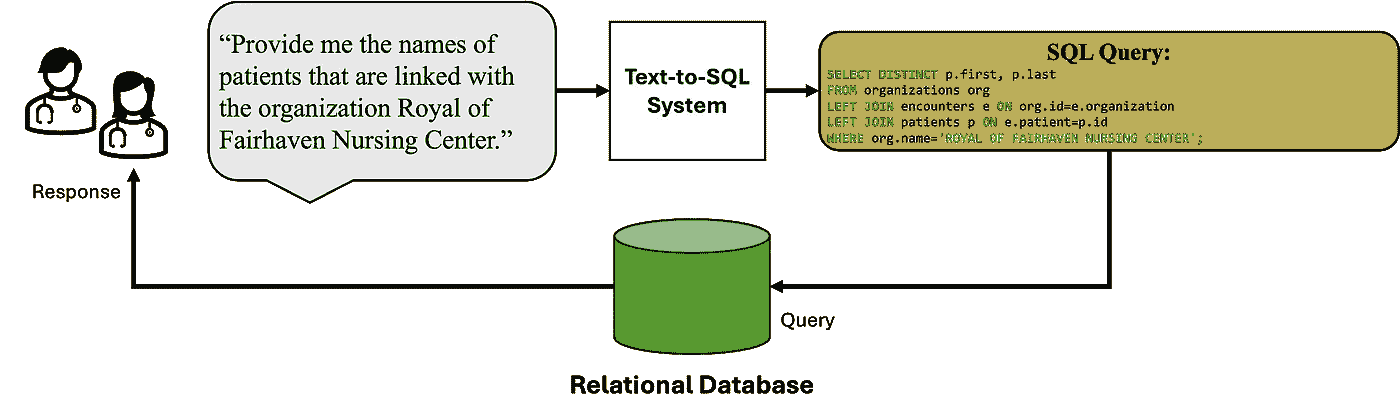 “Provide me the names of
patients that are linked with
the organization Royal of
Fairhaven Nursing Center.”
Text-to-SQL
System
SQL Query:
SELECT DISTINCT p.first, p.last
FROM organizations org
LEFT JOIN encounters e ON org.id=e.organization
LEFT JOIN patients p ON e.patient=p.id
WHERE org.name='ROYAL OF FAIRHAVEN NURSING CENTER';
Response
Query
Relational Database